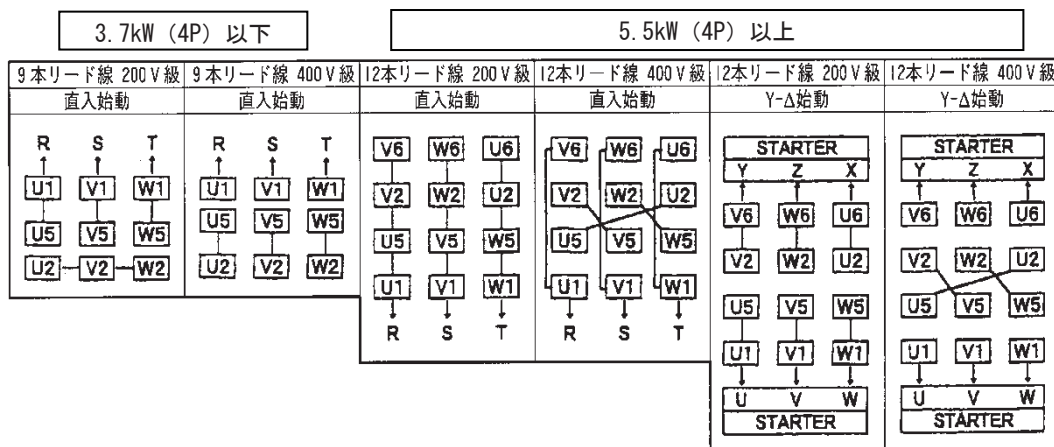 3.7kW (4P) 以下
5.5kW (4P) 以上
9本リード線 200V級
9本リード線 400V級
12本リード線 200V級
12本リード線 400V級
12本リード線 200V級
12本リード線 400V級
直入始動
直入始動
直入始動
直入始動
Y-Δ始動
Y-Δ始動
R S T
U1 V1 W1
U5 V5 W5
U2 V2 W2
R S T
U1 V1 W1
U5 V5 W5
U2 V2 W2
V6 W6 U6
V2 W2 U2
U5 V5 W5
U1 V1 W1
R S T
V6 W6 U6
V2 W2 U2
U5 V5 W5
U1 V1 W1
R S T
STARTER
Y Z X
V6 W6 U6
V2 W2 U2
U5 V5 W5
U1 V1 W1
U V W
STARTER
STARTER
Y Z X
V6 W6 U6
V2 W2 U2
U5 V5 W5
U1 V1 W1
U V W
STARTER